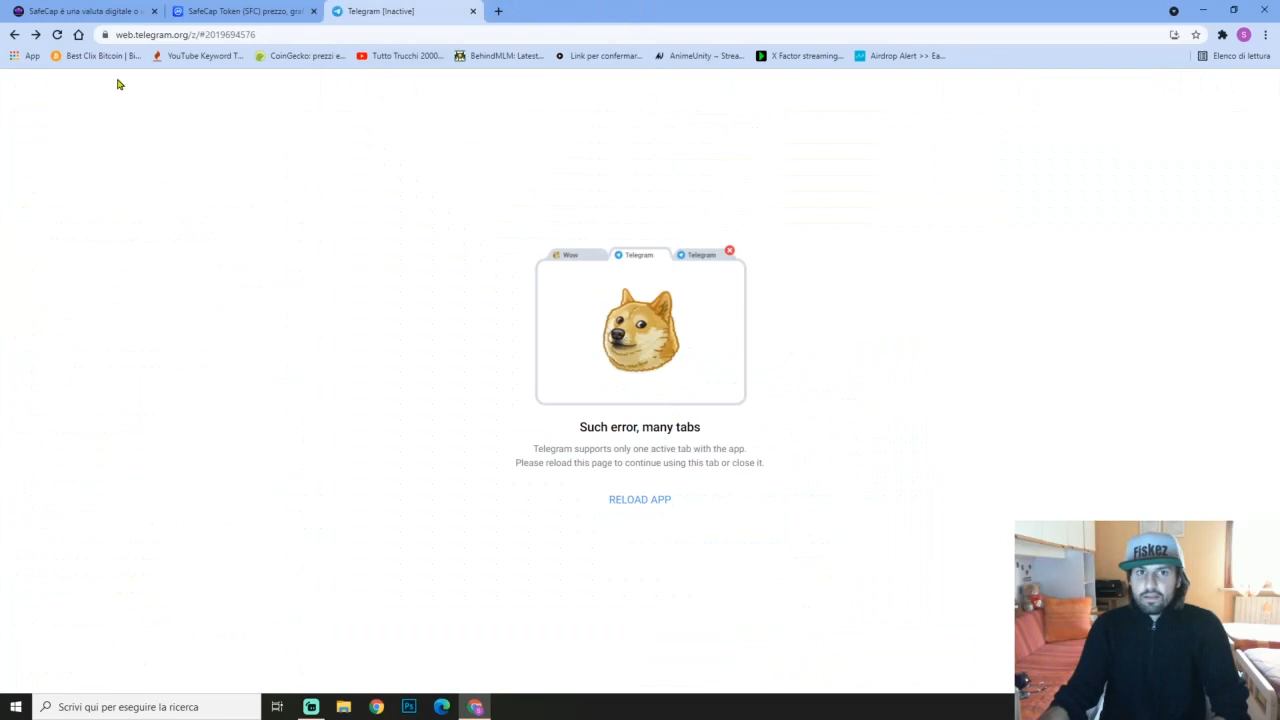 SafeCap è una valuta digitale o
SafeCap Token (SFC) prezzo, gra
Telegram [Inactive]
web.telegram.org/z/#2019694576
App
Best Clix Bitcoin | Bi...
YouTube Keyword T...
CoinGecko: prezzi e...
Tutto Trucchi 2000...
BehindMLM: Latest...
Link per confermar...
AnimeUnity ~ Strea...
X Factor streaming...
Airdrop Alert >> Ea...
Elenco di lettura
S
Wow
Telegram
Telegram
Such error, many tabs
Telegram supports only one active tab with the app.
Please reload this page to continue using this tab or close it.
RELOAD APP
Fiskez
Scrivi qui per eseguire la ricerca
Ps